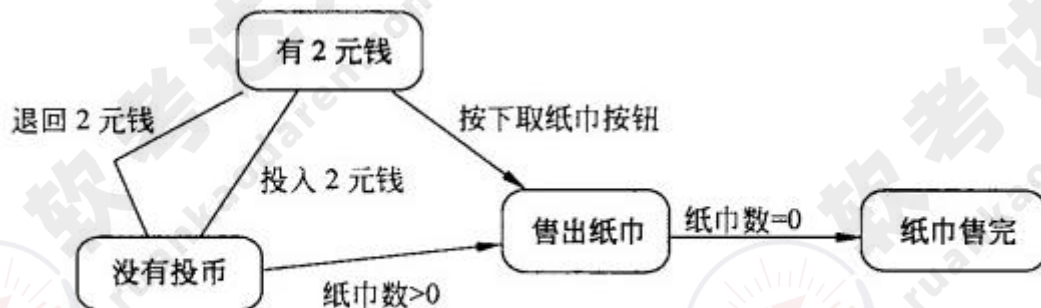 有 2 元钱
退回 2 元钱
按下取纸巾按钮
投入 2 元钱
售出纸巾
纸巾数=0
纸巾售完
没有投币
纸巾数>0